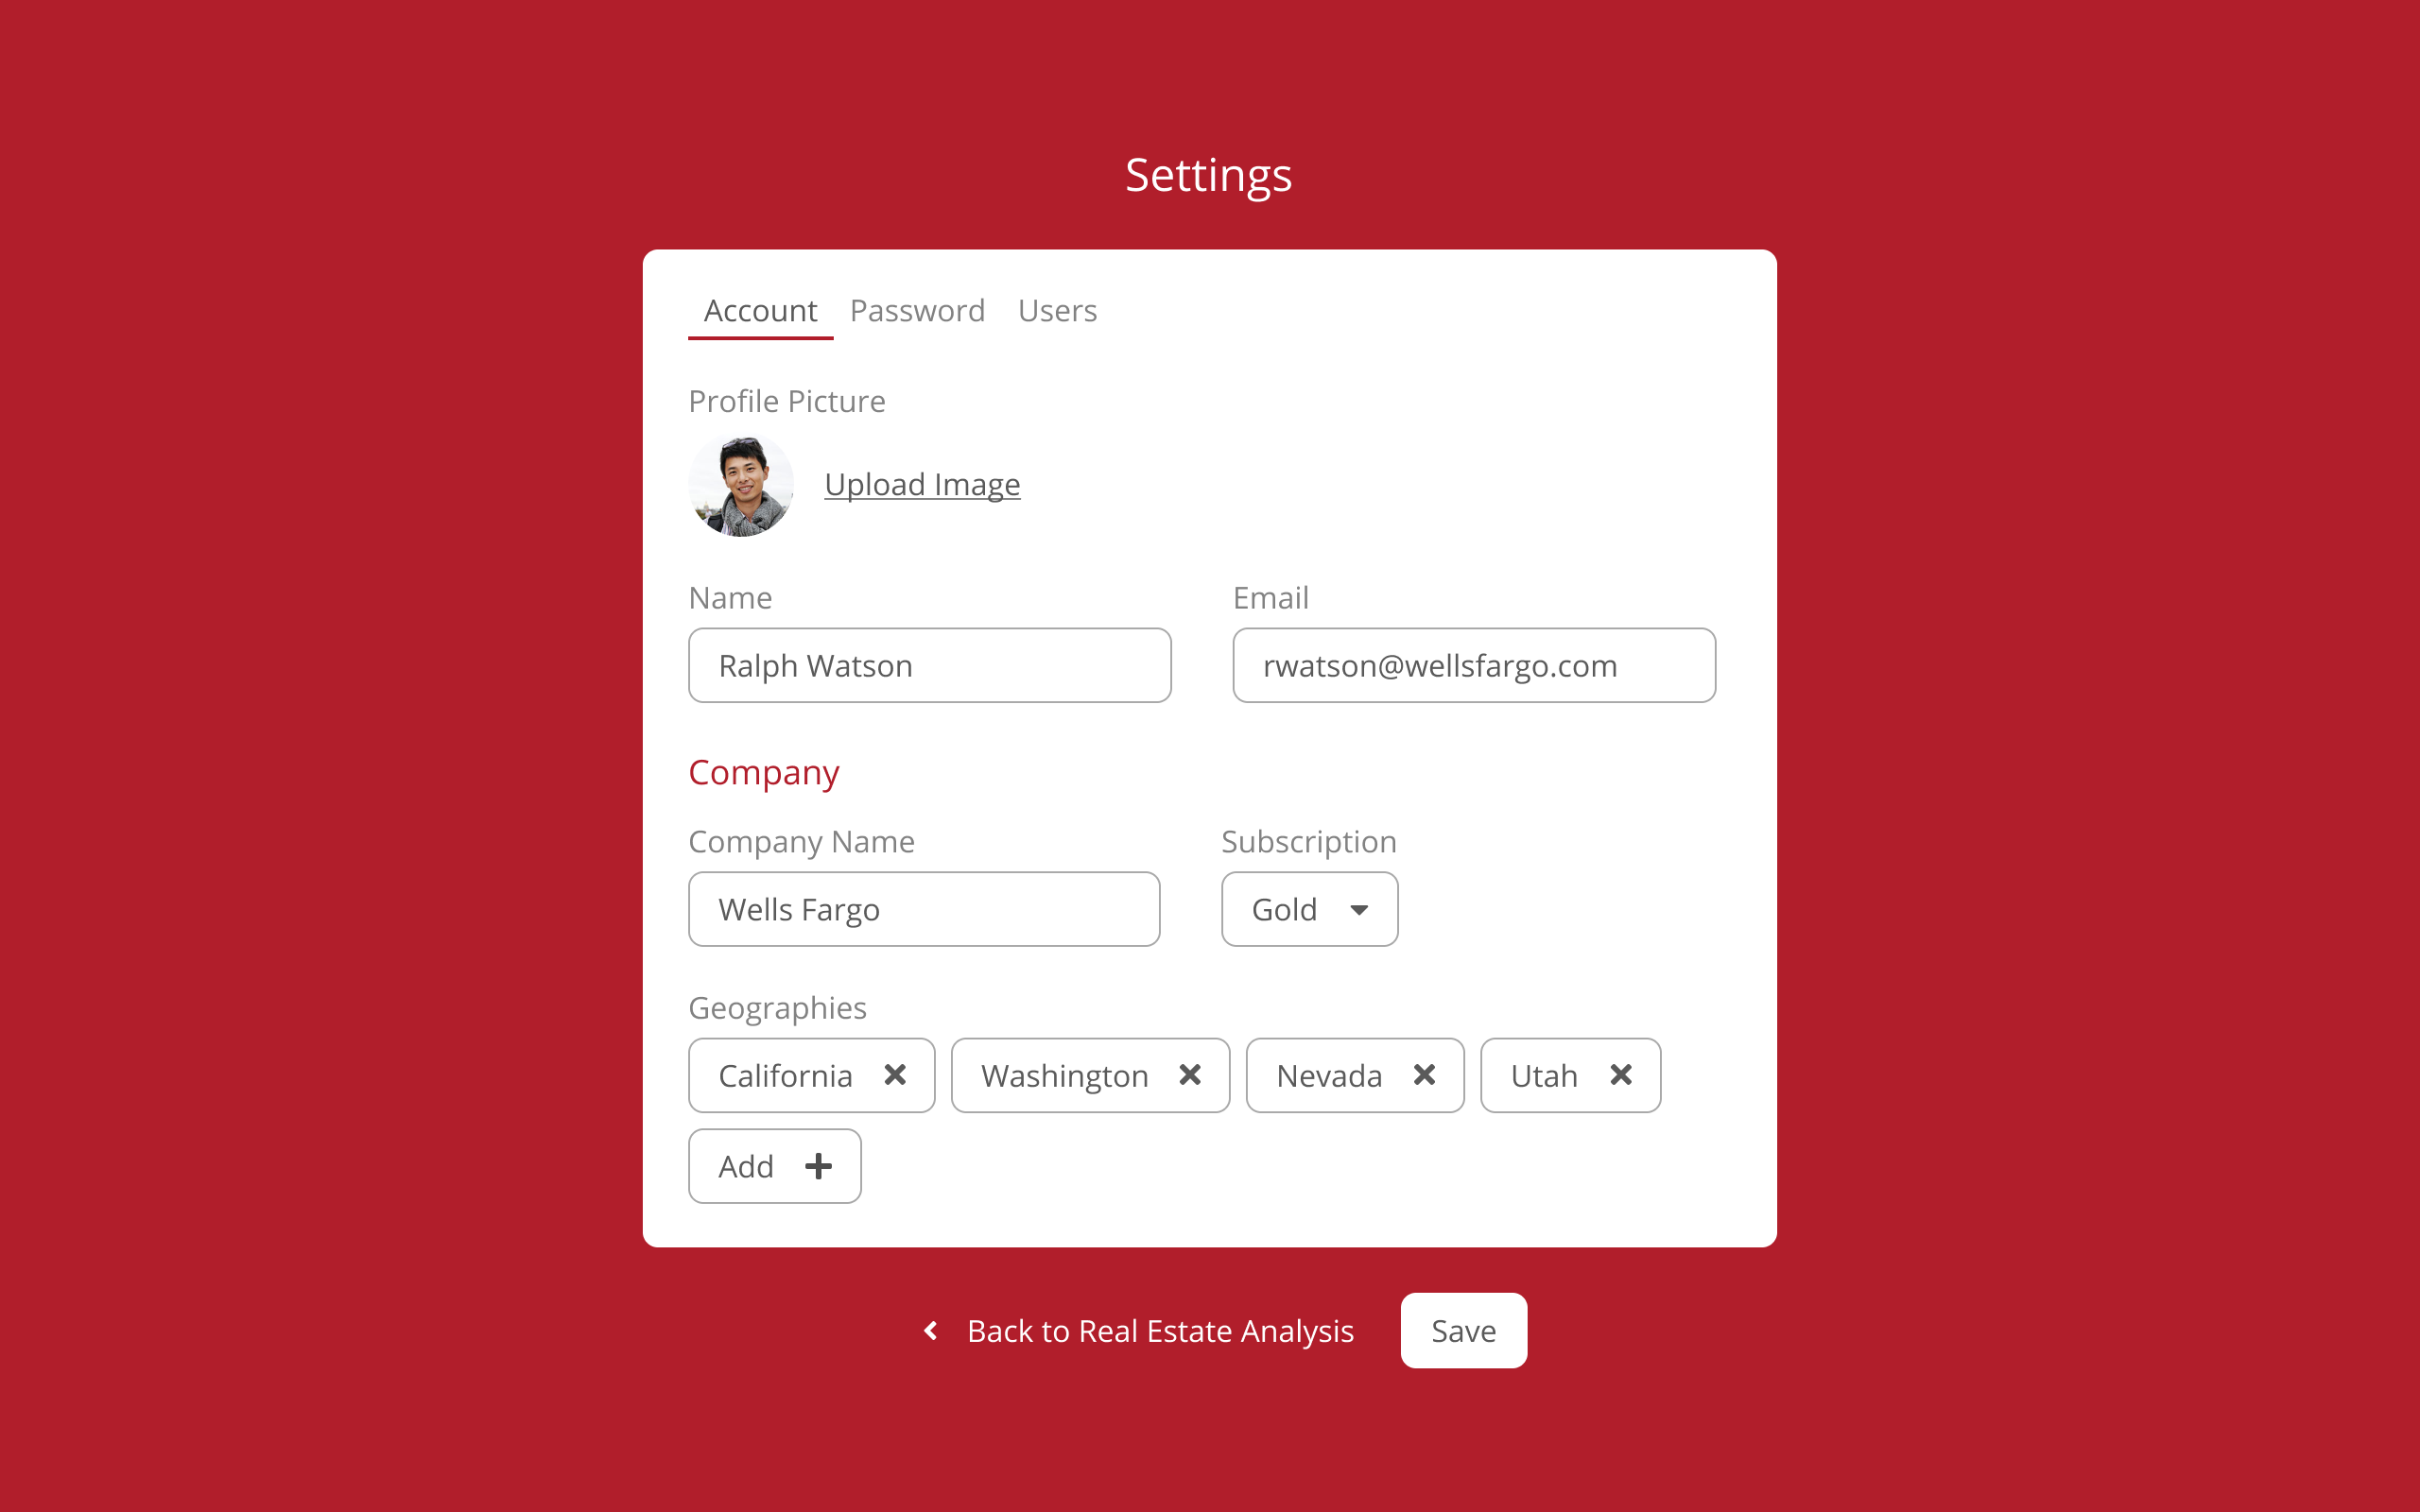 Settings
Account Password Users
Profile Picture
Upload Image
Name Email
Ralph Watson rwatson@wellsfargo.com
Company
Company Name Subscription
Wells Fargo Gold
Geographies
California Washington Nevada Utah
Add
Back to Real Estate Analysis Save